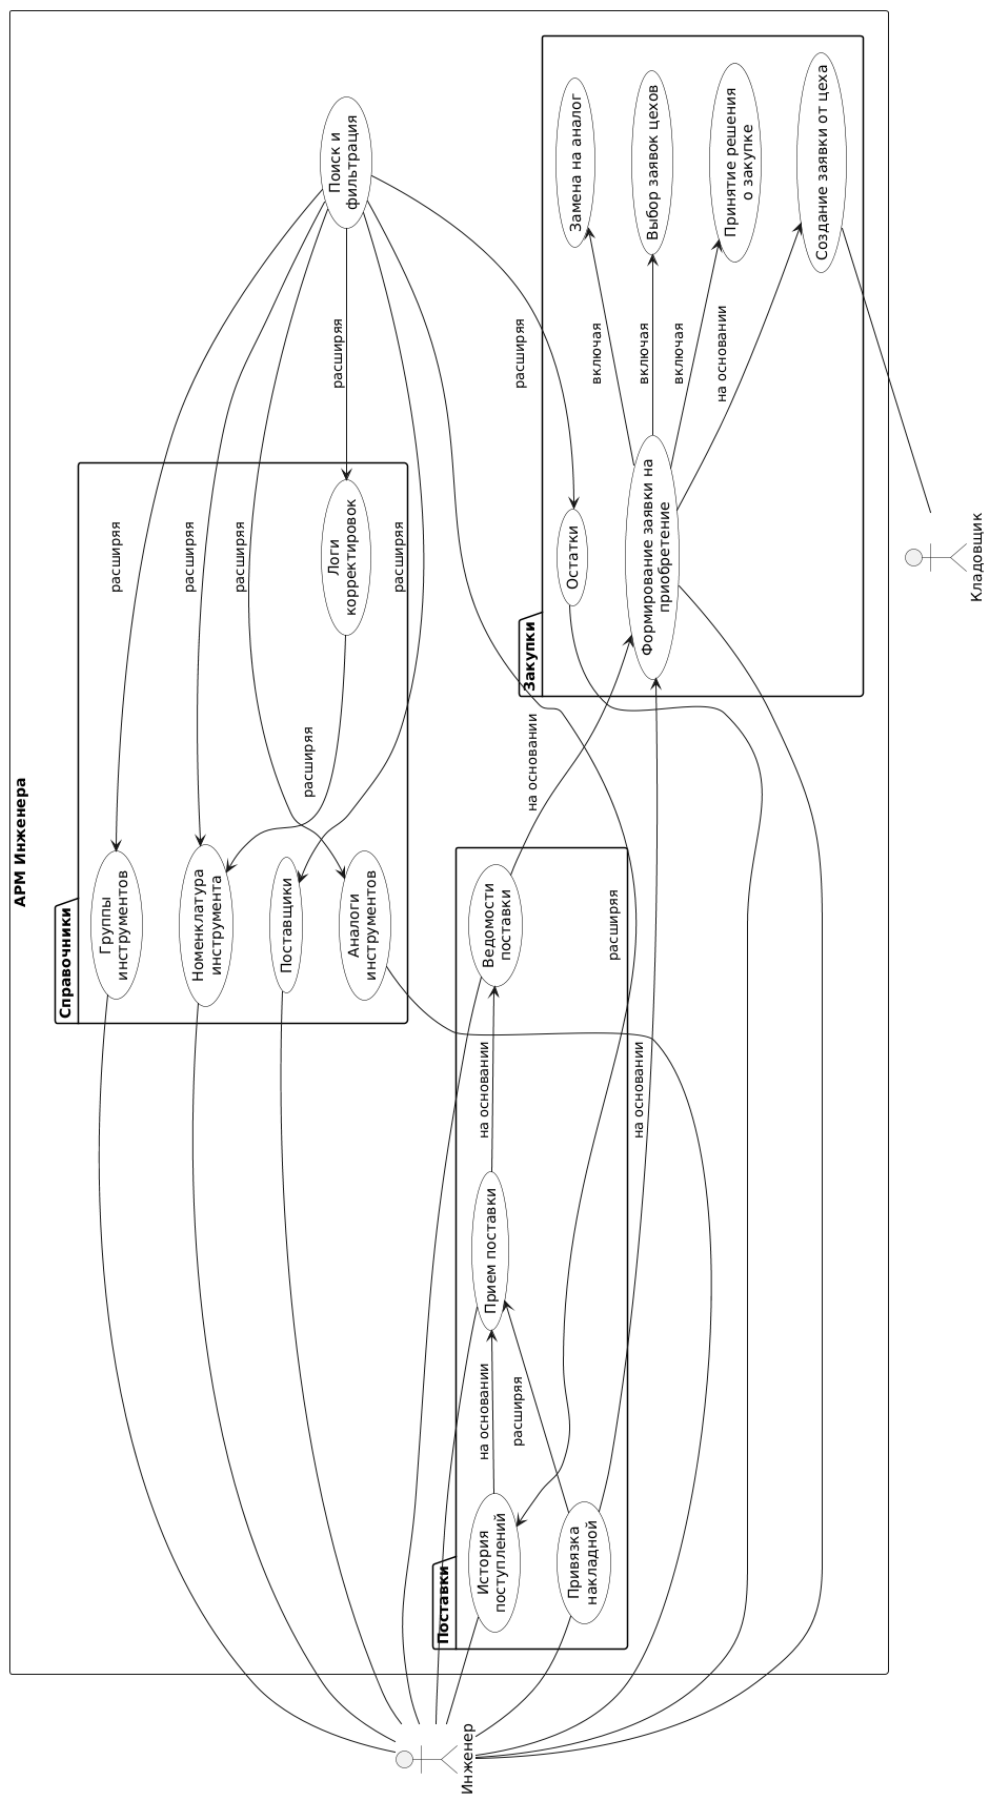 АРМ Инженера
Справочники
Группы
инструментов
Номенклатура
инструмента
Поставщики
Аналоги
инструментов
Логи
корректировок
Поиск и
фильтрация
расширяя
расширяя
расширяя
расширяя
расширяя
расширяя
расширяя
расширяя
Закупки
Замена на аналог
Выбор заявок цехов
Принятие решения
о закупке
Создание заявки от цеха
включая
включая
включая
на основании
Остатки
Формирование заявки на
приобретение
на основании
на основании
Поставки
Ведомости
поставки
на основании
Прием поставки
на основании
расширяя
История
поступлений
Привязка
накладной
Инженер
Кладовщик